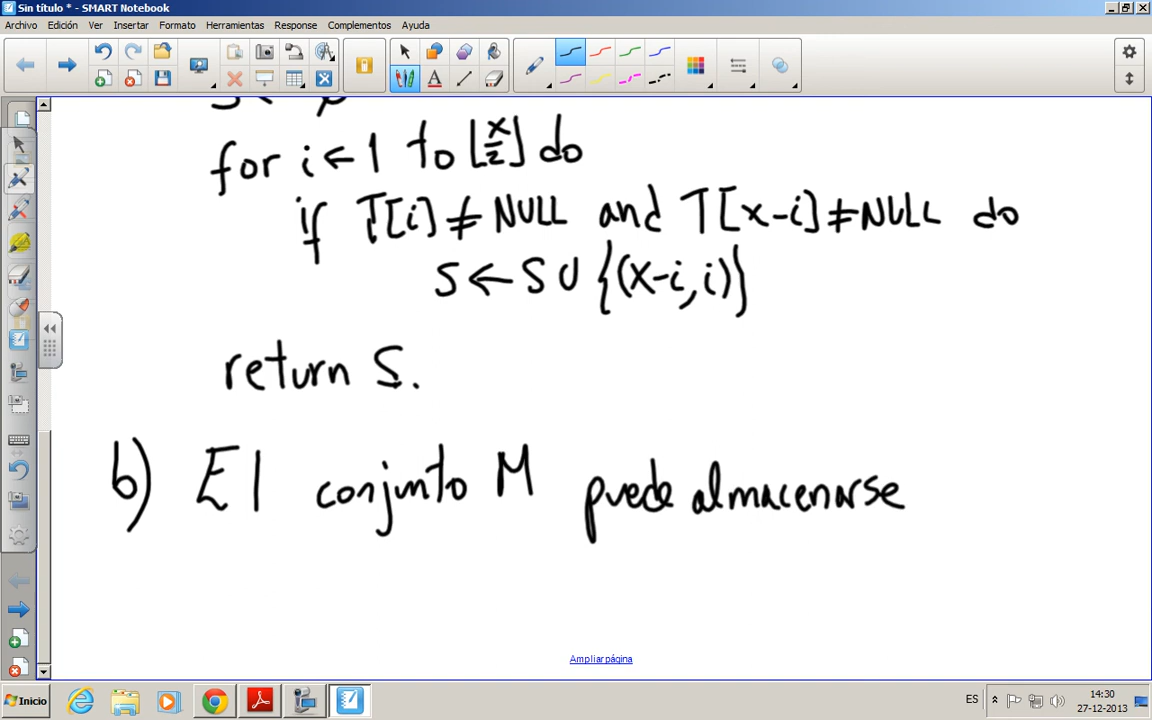 Sin título * - SMART Notebook
Archivo Edición Ver Insertar Formato Herramientas Response Complementos Ayuda
for i ← 1 to ⌊x/2⌋ do
if T[i] ≠ NULL and T[x-i] ≠ NULL do
S ← S ∪ {(x-i, i)}
return S.
b) El conjunto M puede almacenarse
Ampliar página
Inicio
ES
14:30
27-12-2013